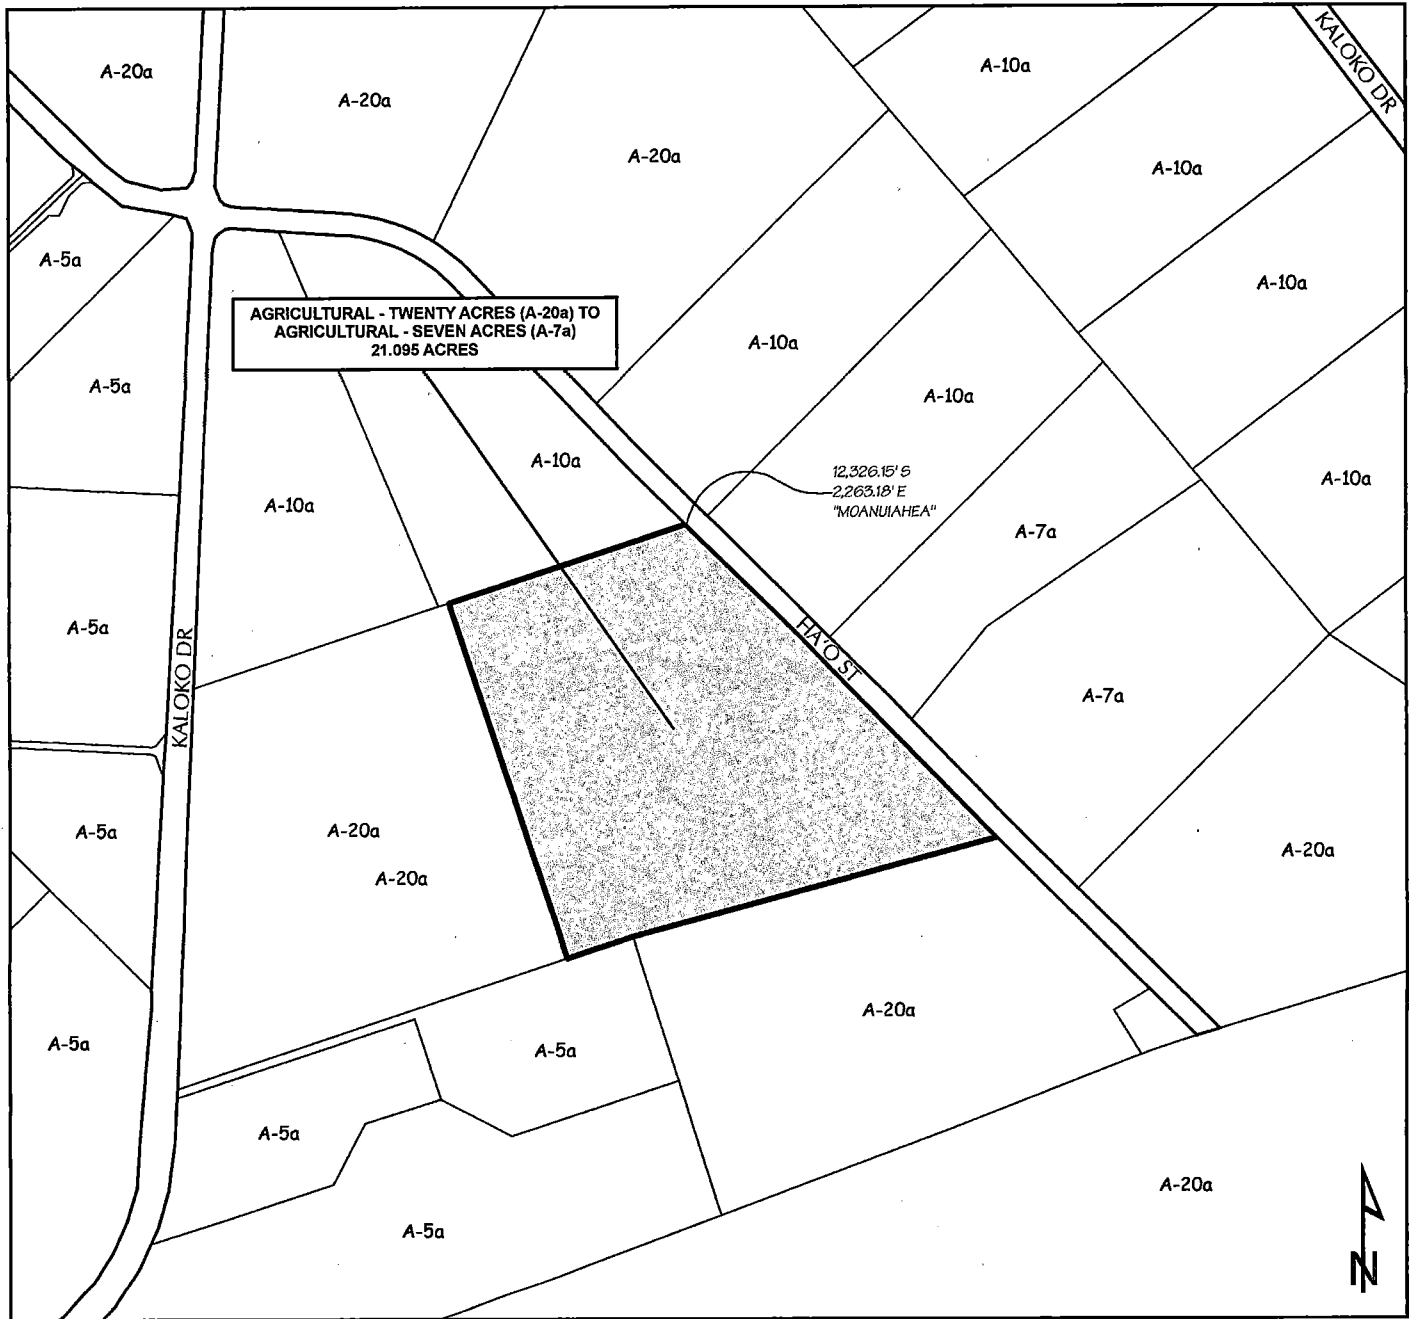 A-20a
A-20a
A-20a
A-10a
KALOKO DR
A-10a
A-5a
A-10a
AGRICULTURAL - TWENTY ACRES (A-20a) TO
AGRICULTURAL - SEVEN ACRES (A-7a)
21.095 ACRES
A-10a
A-5a
A-10a
A-10a
A-10a
A-10a
12,326.15' S
2,263.18' E
"MOANUIAHEA"
A-7a
A-5a
KALOKO DR
HA'O ST
A-7a
A-5a
A-20a
A-20a
A-20a
A-20a
A-5a
A-5a
A-5a
A-20a
A-5a
N